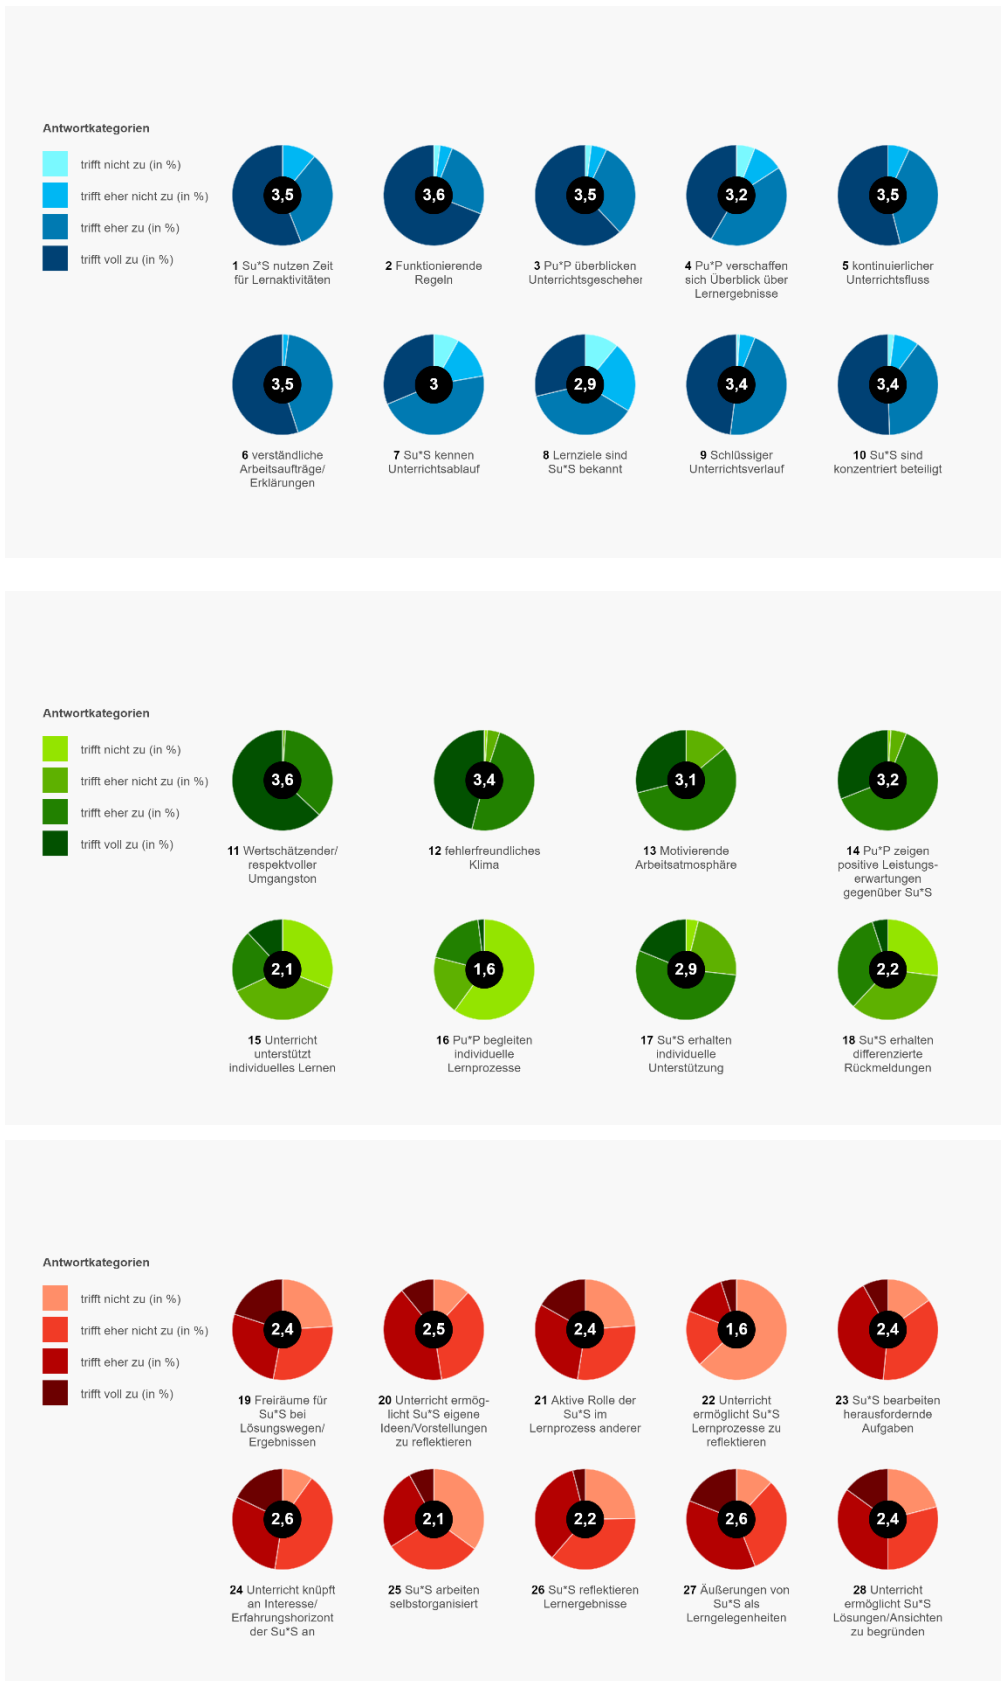 Antwortkategorien
trifft nicht zu (in %)
trifft eher nicht zu (in %)
trifft eher zu (in %)
trifft voll zu (in %)
3,5
3,6
3,5
3,2
3,5
1 Su*S nutzen Zeit
für Lernaktivitäten
2 Funktionierende
Regeln
3 Pu*P überblicken
Unterrichtsgeschehen
4 Pu*P verschaffen
sich Überblick über
Lernergebnisse
5 kontinuierlicher
Unterrichtsfluss
3,5
3
2,9
3,4
3,4
6 verständliche
Arbeitsaufträge/
Erklärungen
7 Su*S kennen
Unterrichtsablauf
8 Lernziele sind
Su*S bekannt
9 Schlüssiger
Unterrichtsverlauf
10 Su*S sind
konzentriert beteiligt
Antwortkategorien
trifft nicht zu (in %)
trifft eher nicht zu (in %)
trifft eher zu (in %)
trifft voll zu (in %)
3,6
3,4
3,1
3,2
11 Wertschätzender/
respektvoller
Umgangston
12 fehlerfreundliches
Klima
13 Motivierende
Arbeitsatmosphäre
14 Pu*P zeigen
positive Leistungs-
erwartungen
gegenüber Su*S
2,1
1,6
2,9
2,2
15 Unterricht
unterstützt
individuelles Lernen
16 Pu*P begleiten
individuelle
Lernprozesse
17 Su*S erhalten
individuelle
Unterstützung
18 Su*S erhalten
differenzierte
Rückmeldungen
Antwortkategorien
trifft nicht zu (in %)
trifft eher nicht zu (in %)
trifft eher zu (in %)
trifft voll zu (in %)
2,4
2,5
2,4
1,6
2,4
19 Freiräume für
Su*S bei
Lösungswegen/
Ergebnissen
20 Unterricht ermög-
licht Su*S eigene
Ideen/Vorstellungen
zu reflektieren
21 Aktive Rolle der
Su*S im
Lernprozess anderer
22 Unterricht
ermöglicht Su*S
Lernprozesse zu
reflektieren
23 Su*S bearbeiten
herausfordernde
Aufgaben
2,6
2,1
2,2
2,6
2,4
24 Unterricht knüpft
an Interesse/
Erfahrungshorizont
der Su*S an
25 Su*S arbeiten
selbstorganisiert
26 Su*S reflektieren
Lernergebnisse
27 Äußerungen von
Su*S als
Lerngelegenheiten
28 Unterricht
ermöglicht Su*S
Lösungen/Ansichten
zu begründen